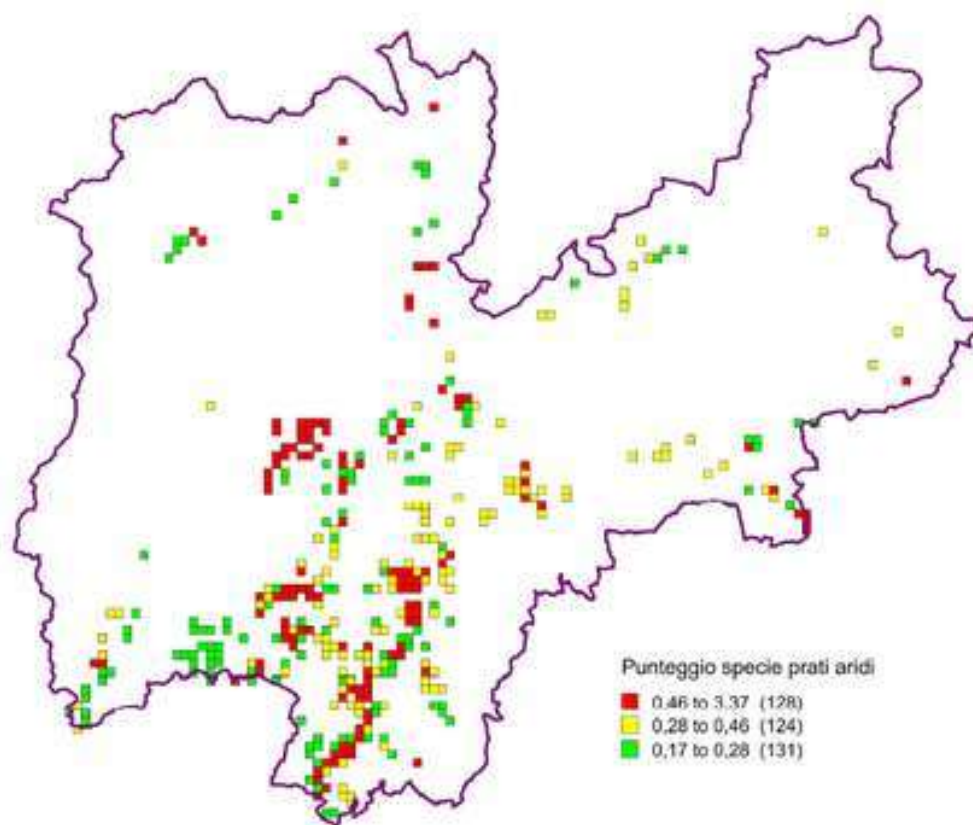 Punteggio specie prati aridi
0,46 to 3,37 (128)
0,28 to 0,46 (124)
0,17 to 0,28 (131)